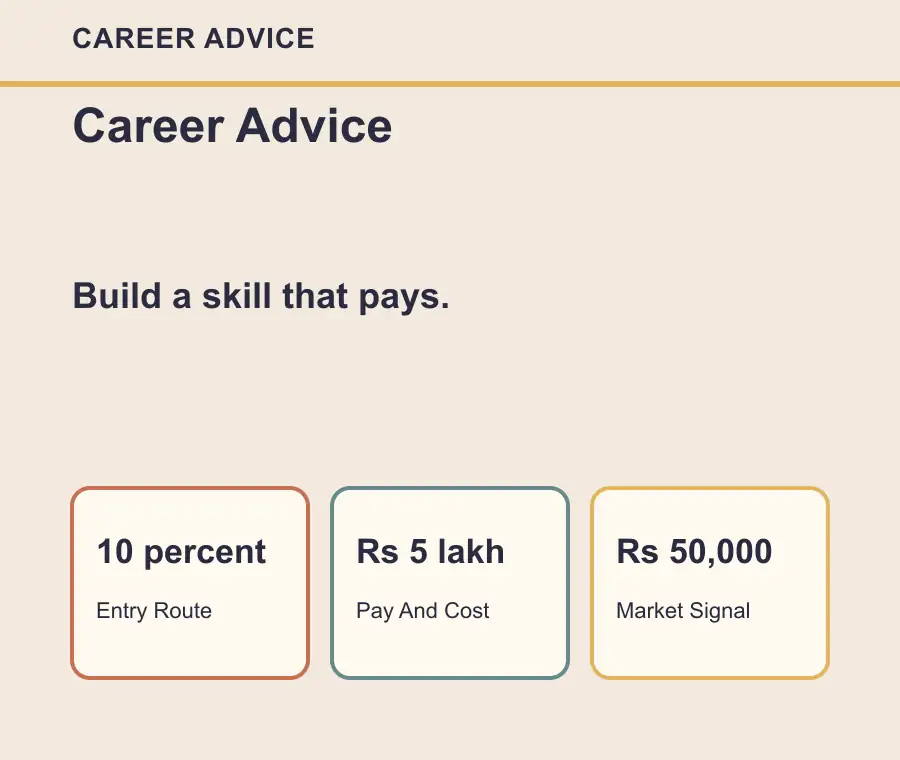 CAREER ADVICE
Career Advice
Build a skill that pays.
10 percent
Entry Route
Rs 5 lakh
Pay And Cost
Rs 50,000
Market Signal